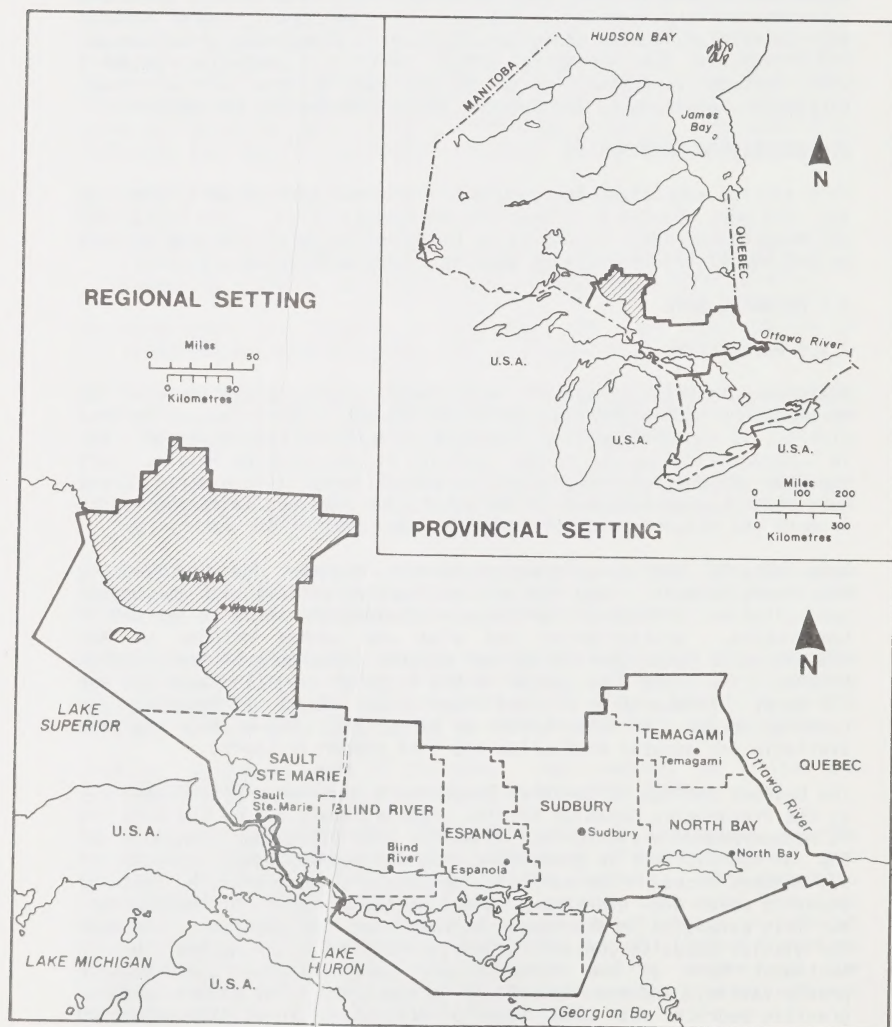 HUDSON BAY
MANITOBA
James
Bay
N
QUEBEC
Ottawa River
U.S.A.
U.S.A.
U.S.A.
Miles
0 100 200
0 300
Kilometres
PROVINCIAL SETTING
REGIONAL SETTING
Miles
0 50
0 50
Kilometres
WAWA
Wawa
N
LAKE
SUPERIOR
SAULT
STE MARIE
Sault
Ste. Marie
BLIND RIVER
Blind
River
ESPANOLA
Espanola
SUDBURY
Sudbury
TEMAGAMI
Temagami
Ottawa River
QUEBEC
NORTH BAY
North Bay
U.S.A.
LAKE MICHIGAN
U.S.A.
LAKE
HURON
Georgian Bay